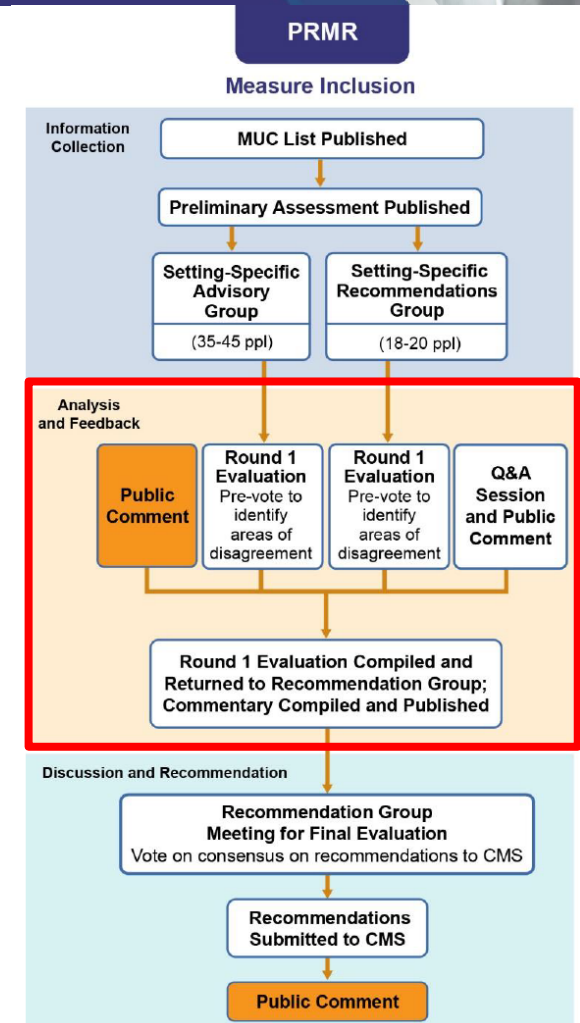 PRMR
Measure Inclusion
Information
Collection
MUC List Published
Preliminary Assessment Published
Setting-Specific
Advisory
Group
(35-45 ppl)
Setting-Specific
Recommendations
Group
(18-20 ppl)
Analysis
and Feedback
Public
Comment
Round 1
Evaluation
Pre-vote to
identify
areas of
disagreement
Round 1
Evaluation
Pre-vote to
identify
areas of
disagreement
Q&A
Session
and Public
Comment
Round 1 Evaluation Compiled and
Returned to Recommendation Group;
Commentary Compiled and Published
Discussion and Recommendation
Recommendation Group
Meeting for Final Evaluation
Vote on consensus on recommendations to CMS
Recommendations
Submitted to CMS
Public Comment